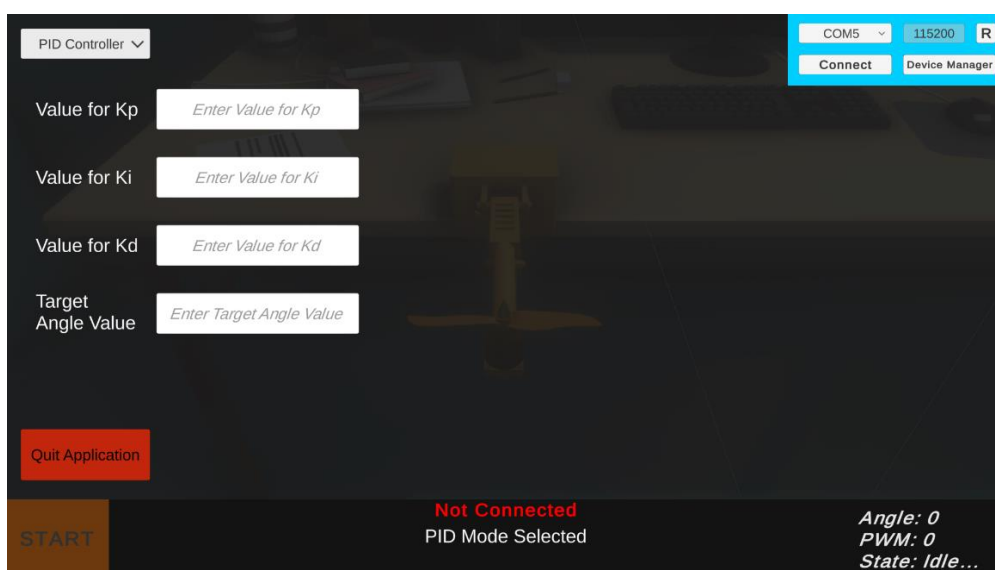 PID Controller
COM5
115200
R
Connect
Device Manager
Value for Kp
Enter Value for Kp
Value for Ki
Enter Value for Ki
Value for Kd
Enter Value for Kd
Target
Angle Value
Enter Target Angle Value
Quit Application
START
Not Connected
PID Mode Selected
Angle: 0
PWM: 0
State: Idle...